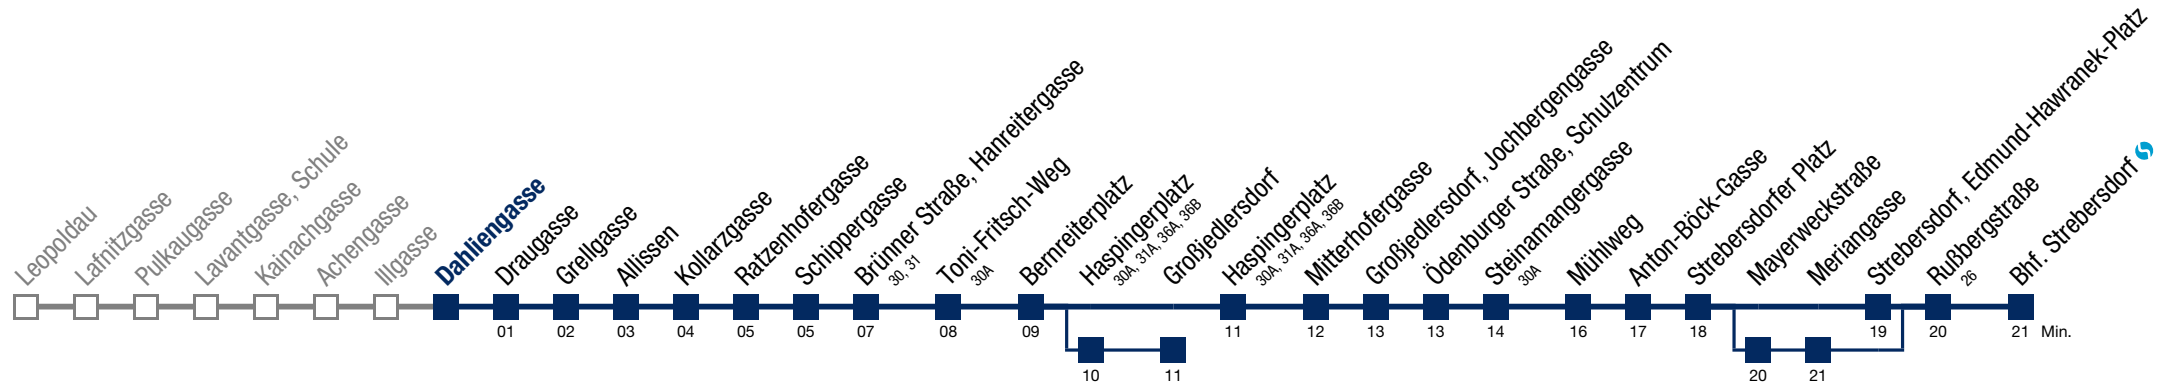 Leopoldau
Lafnitzgasse
Pulkaugasse
Lavantgasse, Schule
Kainachgasse
Achengasse
Illgasse
Dahliengasse
Draugasse
Grellgasse
Allissen
Kollarzgasse
Ratzenhofergasse
Schippergasse
Brünner Straße, Hanreitergasse
30, 31
Toni-Fritsch-Weg
30A
Bernreiterplatz
Haspingerplatz
30A, 31A, 36A, 36B
Großjedlersdorf
Haspingerplatz
30A, 31A, 36A, 36B
Mitterhofergasse
Großjedlersdorf, Jochbergengasse
Ödenburger Straße, Schulzentrum
Steinamangergasse
30A
Mühlweg
Anton-Böck-Gasse
Strebersdorfer Platz
Mayerweckstraße
Meriangasse
Strebersdorf, Edmund-Hawranek-Platz
Rußbergstraße
26
Bhf. Strebersdorf
01 02 03 04 05 05 07 08 09 11 12 13 13 14 16 17 18 19 20 21 Min.
10 11 20 21